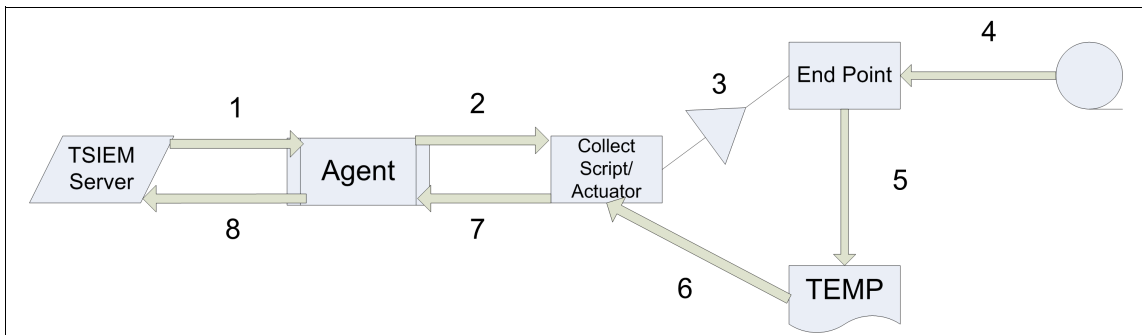 1
2
3
4
TSIEM
Server
Agent
Collect
Script/
Actuator
End Point
5
8
7
6
TEMP